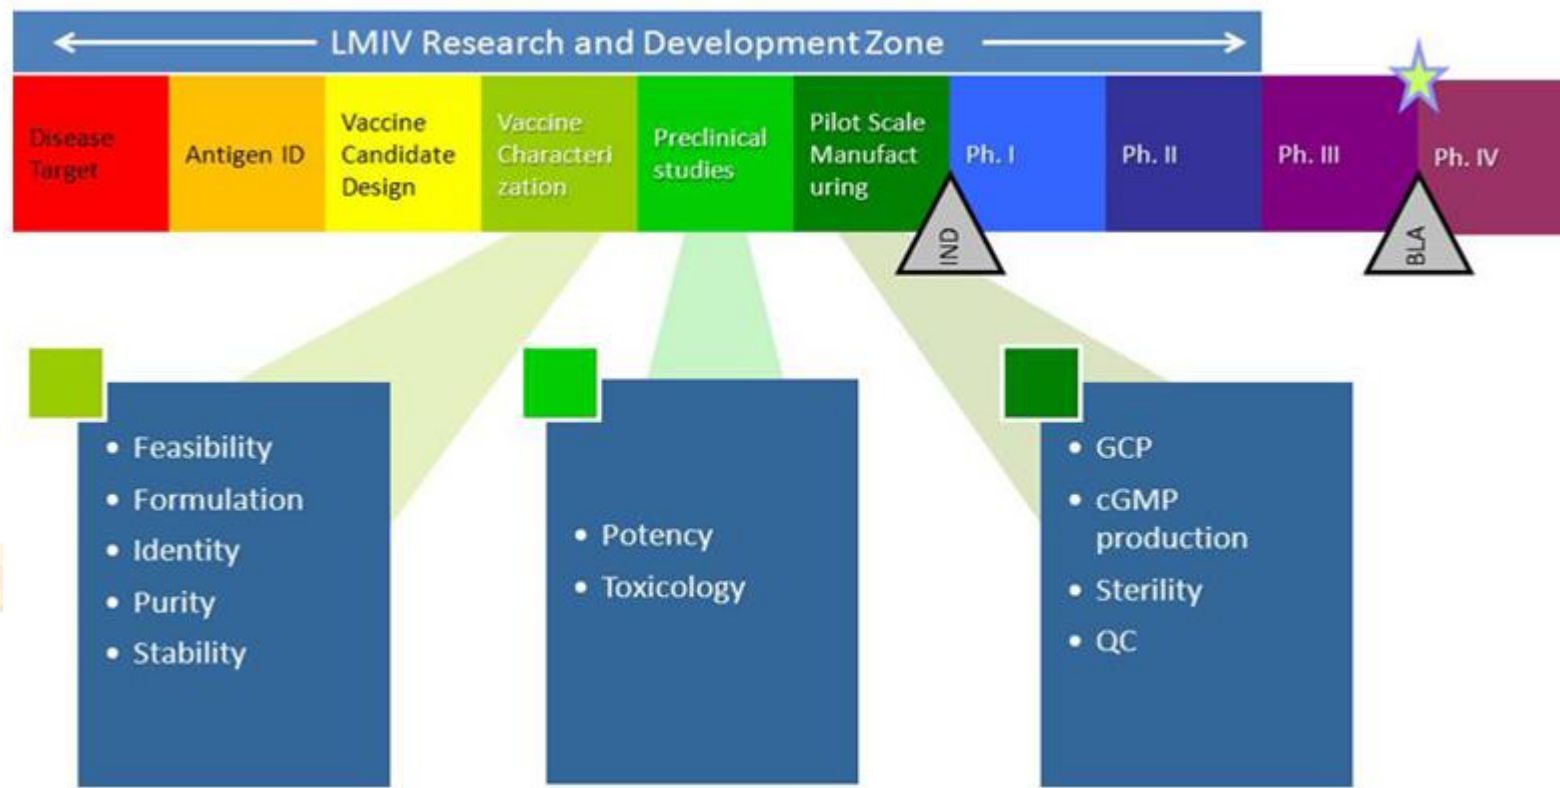 LMIV Research and Development Zone
Disease
Target
Antigen ID
Vaccine
Candidate
Design
Vaccine
Characteri
zation
Preclinical
studies
Pilot Scale
Manufact
uring
Ph. I
Ph. II
Ph. III
Ph. IV
IND
BLA
• Feasibility
• Formulation
• Identity
• Purity
• Stability
• Potency
• Toxicology
• GCP
• cGMP
production
• Sterility
• QC